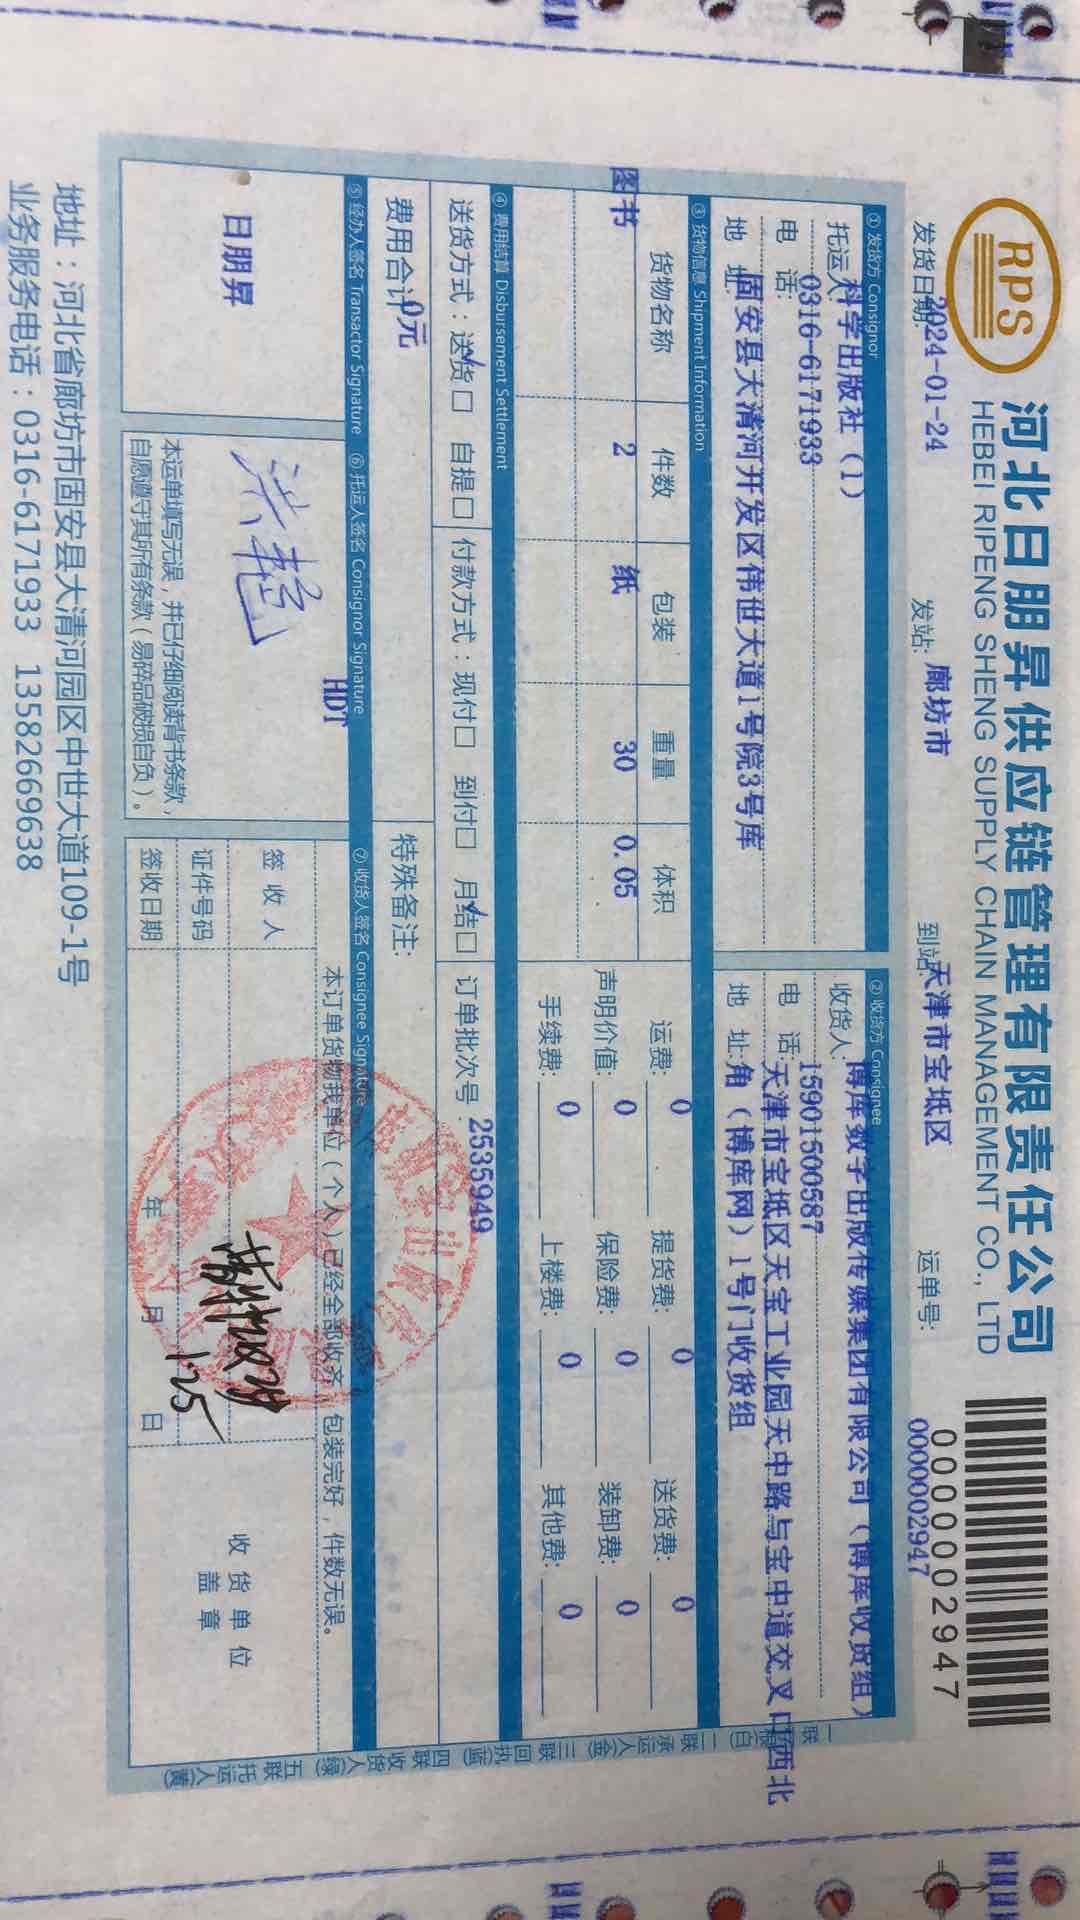 RPS
河北日朋昇供应链管理有限责任公司
HEBEI RIPENG SHENG SUPPLY CHAIN MANAGEMENT CO., LTD
0000002947
发货日期: 2024-01-24 发站: 廊坊市 到站: 天津市宝坻区 运单号: 0000002947
① 发货方 Consignor
托运人: 科学出版社（1）
电 话: 0316-6171933
地 址: 固安县大清河开发区伟世大道1号院3号库
② 收货方 Consignee
收货人: 博库数字出版传媒集团有限公司（博库收货组）
电 话: 15901500587
地 址: 天津市宝坻区天宝工业园天中路与宝中道交叉口西北
角（博库网）1号门收货组
③ 货物信息 Shipment Information
货物名称 件数 包装 重量 体积
图书 2 纸 30 0.05
运费: 0 提货费: 0 送货费: 0
声明价值: 0 保险费: 0 装卸费: 0
手续费: 0 上楼费: 0 其他费: 0
④ 费用结算 Disbursement Settlement
送货方式：送货☑ 自提□ 付款方式：现付□ 到付□ 月结☑ 订单批次号: 2535949
费用合计: 0元
特殊备注:
⑤ 经办人签名 Transactor Signature
日朋昇
⑥ 托运人签名 Consignor Signature
HDT
本运单填写无误，并已仔细阅读背书条款，
自愿遵守其所有条款（易碎品破损自负）。
⑦ 收货人签名 Consignee Signature
本订单货物我单位（个人）已经全部收齐，包装完好，件数无误。
签 收 人
证件号码
签收日期 年 月 日
1.25
收货单位
盖章
一联 (白) 二联承运人(金) 三联回执(蓝) 四联收货人(绿) 五联托运人(黄)
地址：河北省廊坊市固安县大清河园区中世大道109-1号
业务服务电话：0316-6171933 13582669638